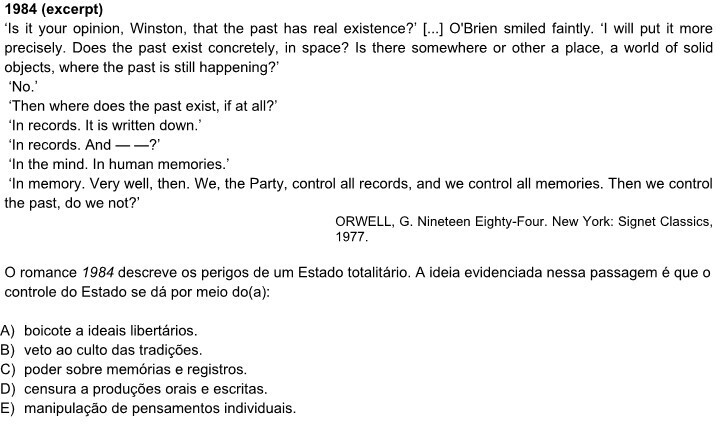 1984 (excerpt)
‘Is it your opinion, Winston, that the past has real existence?’ [...] O'Brien smiled faintly. ‘I will put it more
precisely. Does the past exist concretely, in space? Is there somewhere or other a place, a world of solid
objects, where the past is still happening?’
‘No.’
‘Then where does the past exist, if at all?’
‘In records. It is written down.’
‘In records. And — —?’
‘In the mind. In human memories.’
‘In memory. Very well, then. We, the Party, control all records, and we control all memories. Then we control
the past, do we not?’
ORWELL, G. Nineteen Eighty-Four. New York: Signet Classics,
1977.
O romance 1984 descreve os perigos de um Estado totalitário. A ideia evidenciada nessa passagem é que o
controle do Estado se dá por meio do(a):
A) boicote a ideais libertários.
B) veto ao culto das tradições.
C) poder sobre memórias e registros.
D) censura a produções orais e escritas.
E) manipulação de pensamentos individuais.